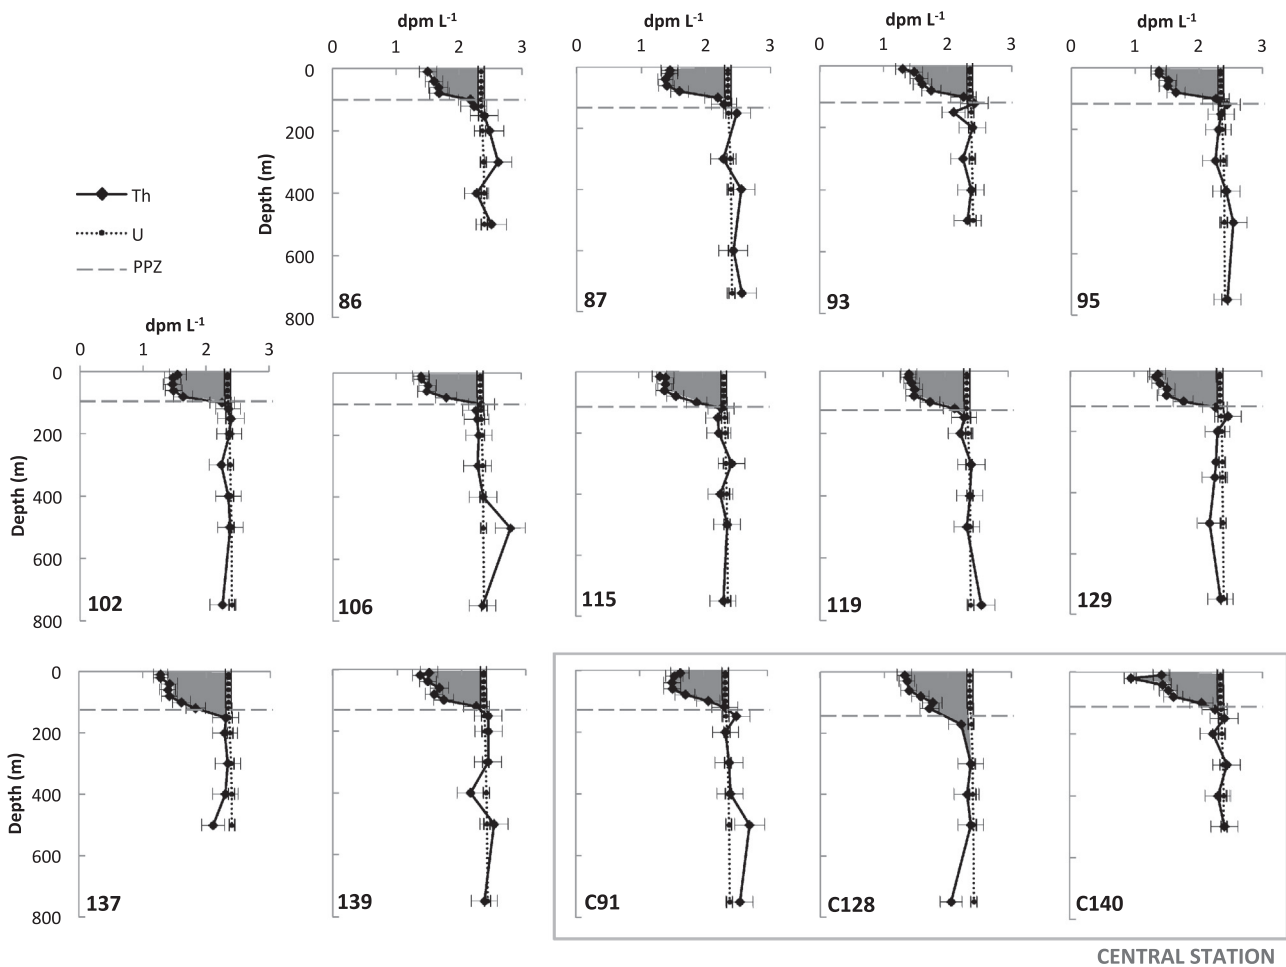 dpm L⁻¹ dpm L⁻¹ dpm L⁻¹ dpm L⁻¹
0 1 2 3 0 1 2 3 0 1 2 3 0 1 2 3
0
200
400
600
800
Depth (m)
86 87 93 95
Th
U
PPZ
dpm L⁻¹
0 1 2 3
0
200
400
600
800
Depth (m)
102 106 115 119 129
0
200
400
600
800
Depth (m)
137 139 C91 C128 C140
CENTRAL STATION